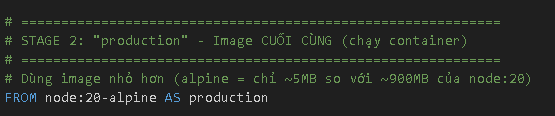 # ==========================================================
# STAGE 2: "production" - Image CUỐI CÙNG (chạy container)
# ==========================================================
# Dùng image nhỏ hơn (alpine = chỉ ~5MB so với ~900MB của node:20)
FROM node:20-alpine AS production